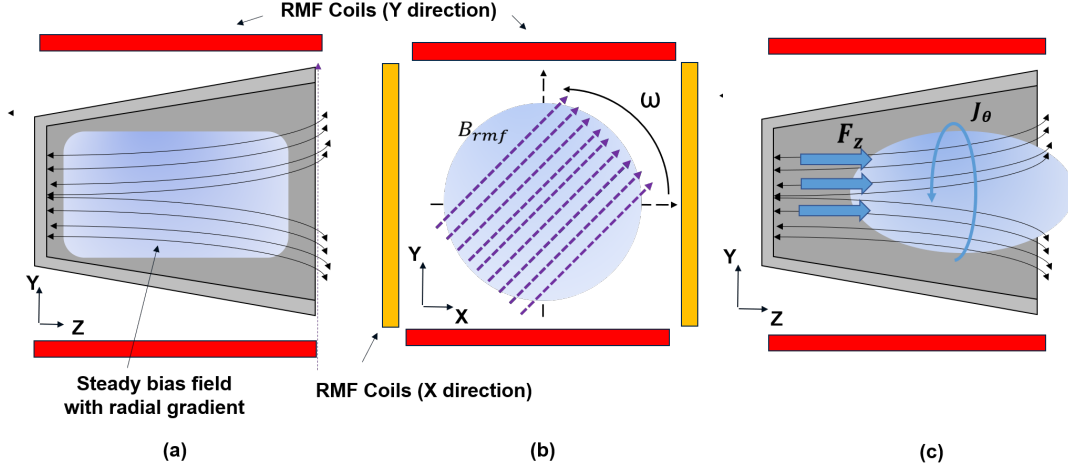 RMF Coils (Y direction)
B_rmf
ω
J_θ
F_z
Y
Z
Y
X
Y
Z
Steady bias field
with radial gradient
RMF Coils (X direction)
(a)
(b)
(c)